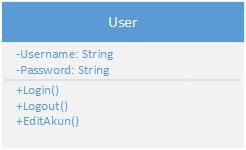 User
-Username: String
-Password: String
+Login()
+Logout()
+EditAkun()